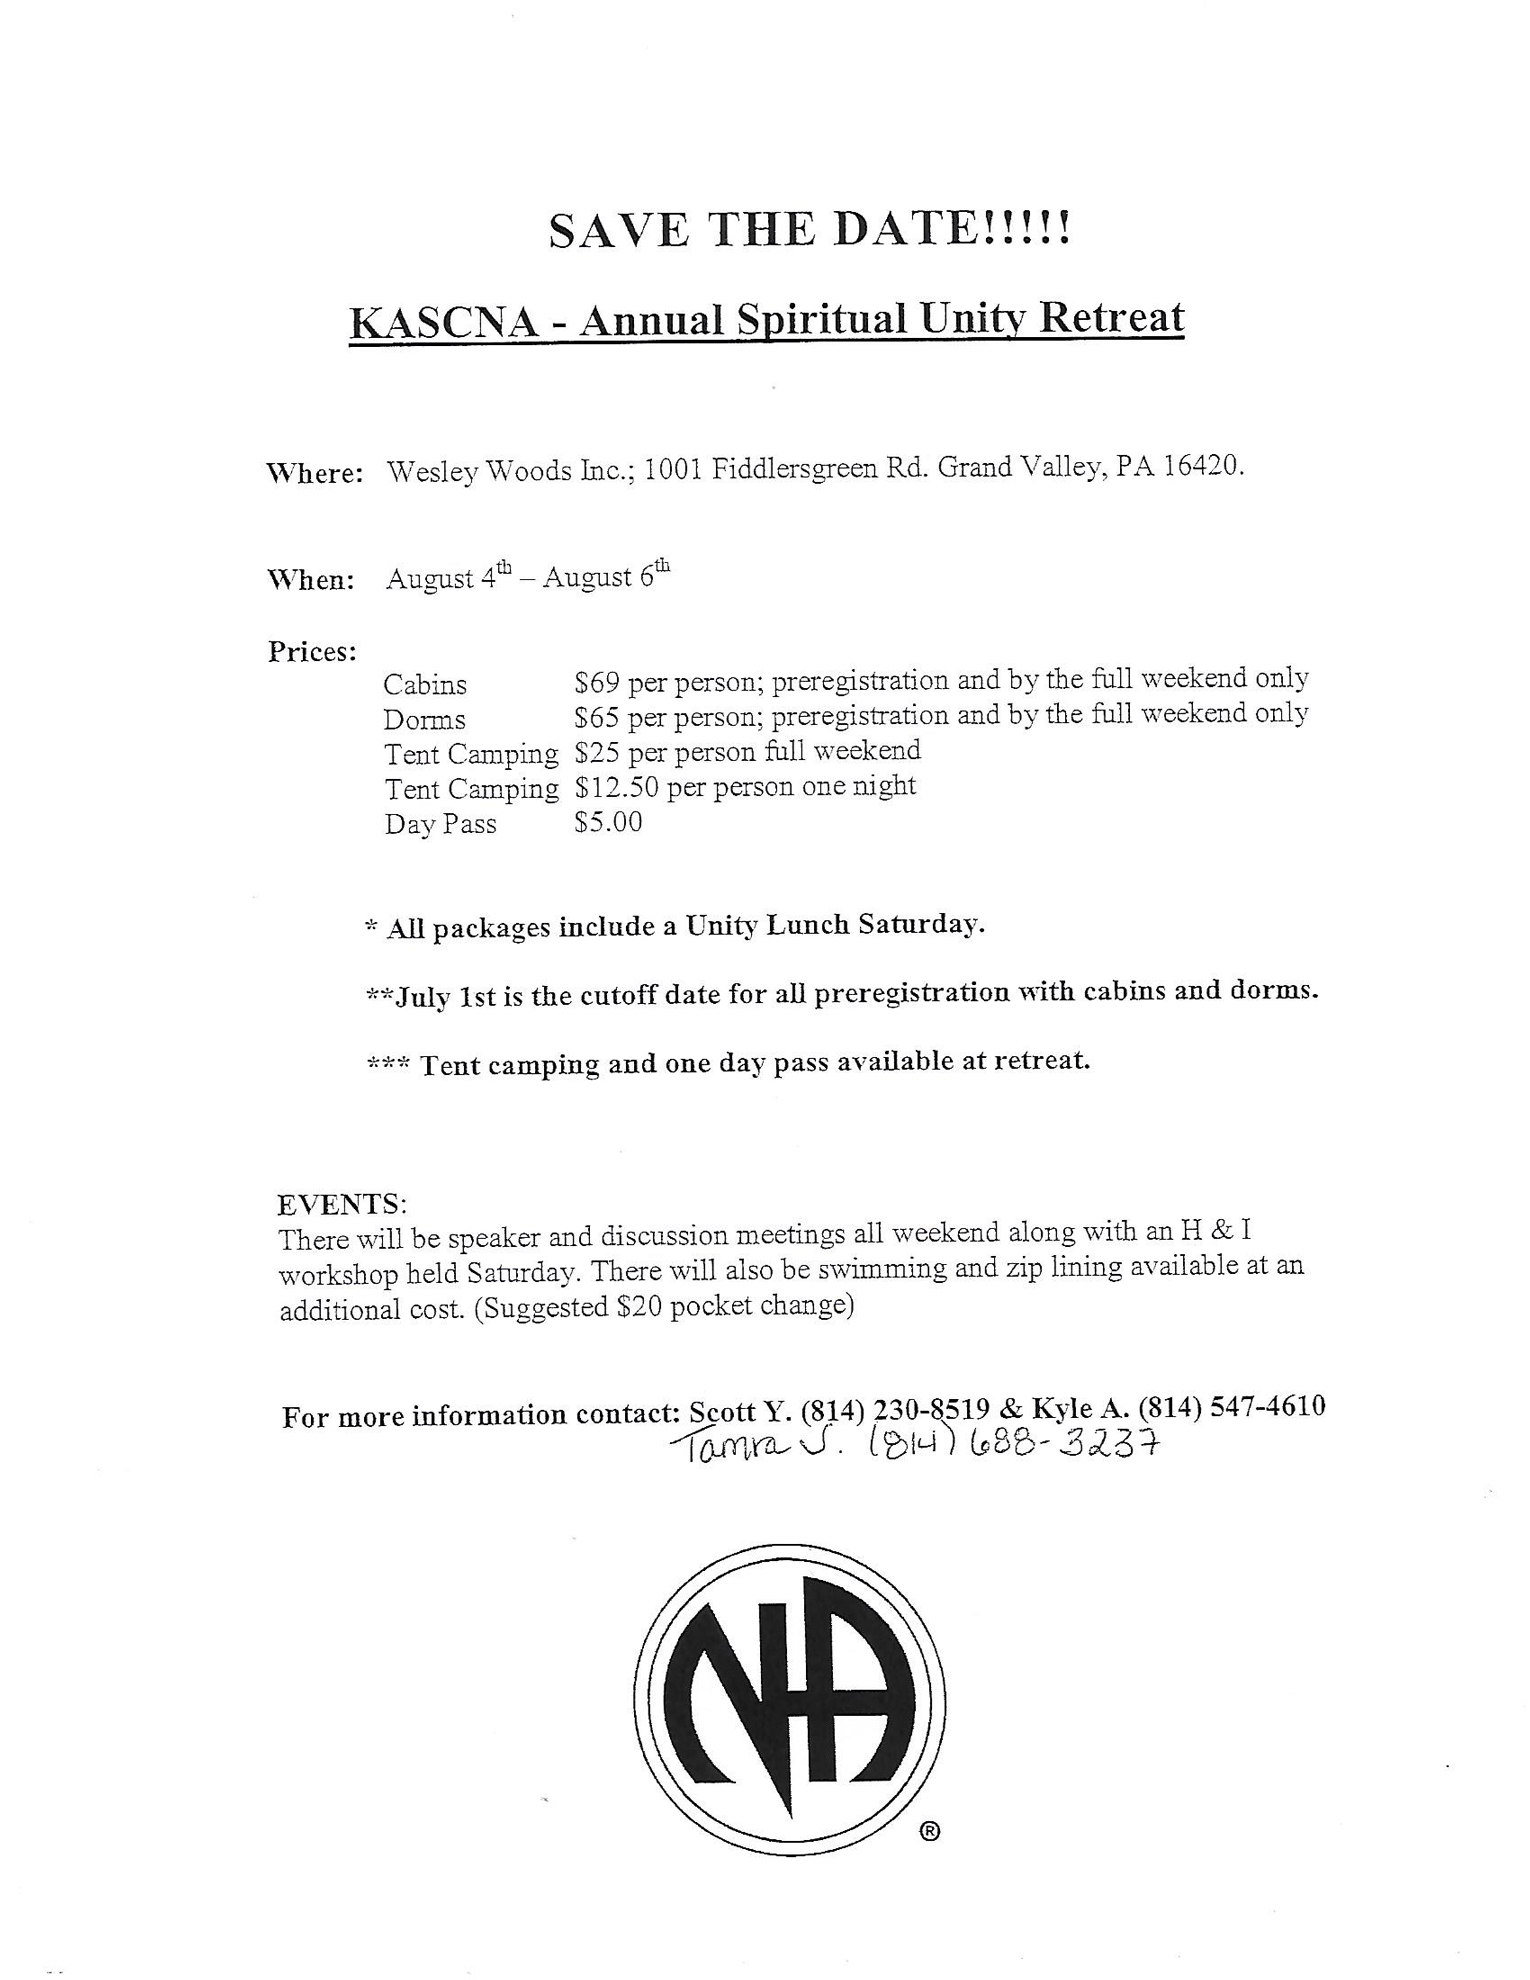 SAVE THE DATE!!!!!
KASCNA - Annual Spiritual Unity Retreat
Where: Wesley Woods Inc.; 1001 Fiddlersgreen Rd. Grand Valley, PA 16420.
When: August 4th – August 6th
Prices:
Cabins $69 per person; preregistration and by the full weekend only
Dorms $65 per person; preregistration and by the full weekend only
Tent Camping $25 per person full weekend
Tent Camping $12.50 per person one night
Day Pass $5.00
* All packages include a Unity Lunch Saturday.
**July 1st is the cutoff date for all preregistration with cabins and dorms.
*** Tent camping and one day pass available at retreat.
EVENTS:
There will be speaker and discussion meetings all weekend along with an H & I
workshop held Saturday. There will also be swimming and zip lining available at an
additional cost. (Suggested $20 pocket change)
For more information contact: Scott Y. (814) 230-8519 & Kyle A. (814) 547-4610
Tamra J. (814) 688-3237
NA
®